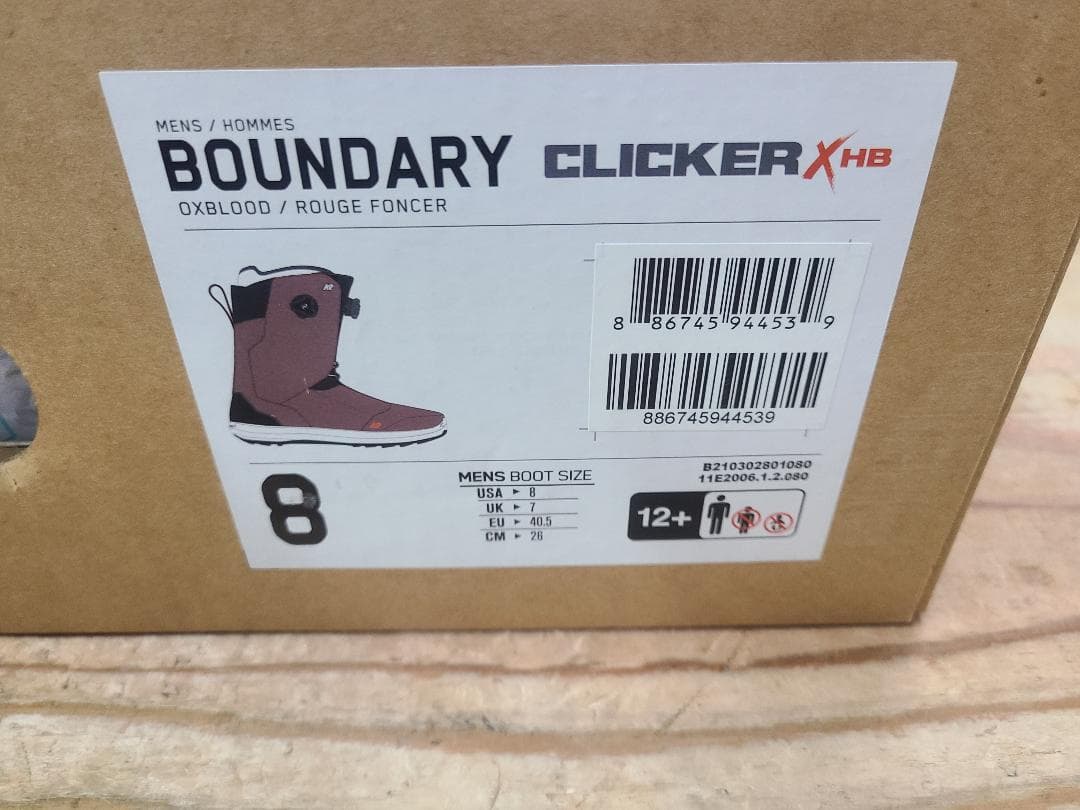 MENS / HOMMES
BOUNDARY
CLICKER X HB
OXBLOOD / ROUGE FONCER
K2
8 86745 94453 9
886745944539
8
MENS BOOT SIZE
USA ► 8
UK ► 7
EU ► 40.5
CM ► 26
B210302801080
11E2006.1.2.080
12+